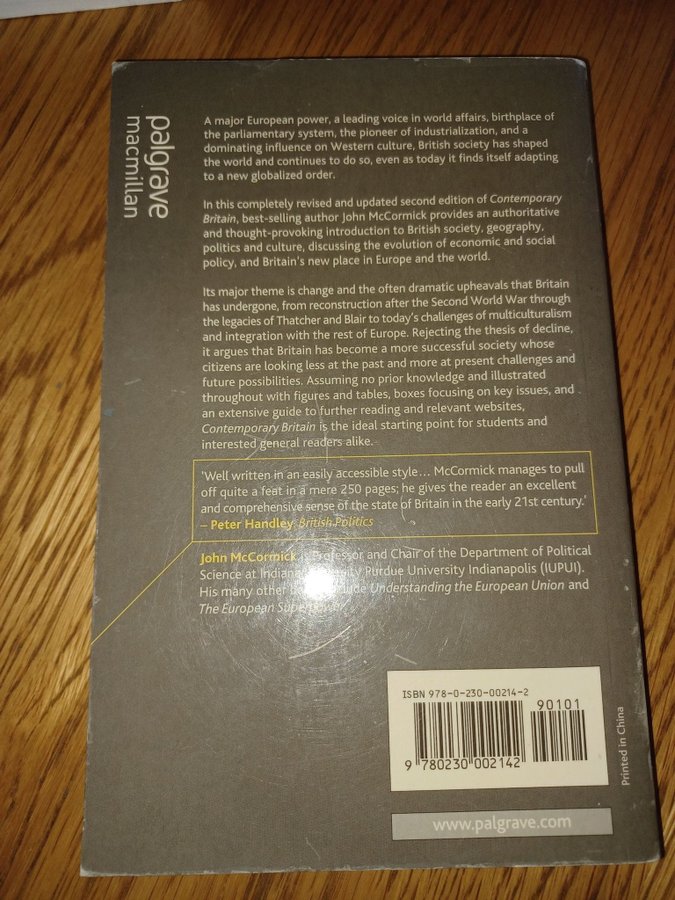 palgrave
macmillan
A major European power, a leading voice in world affairs, birthplace of
the parliamentary system, the pioneer of industrialization, and a
dominating influence on Western culture, British society has shaped
the world and continues to do so, even as today it finds itself adapting
to a new globalized order.
In this completely revised and updated second edition of Contemporary
Britain, best-selling author John McCormick provides an authoritative
and thought-provoking introduction to British society, geography,
politics and culture, discussing the evolution of economic and social
policy, and Britain's new place in Europe and the world.
Its major theme is change and the often dramatic upheavals that Britain
has undergone, from reconstruction after the Second World War through
the legacies of Thatcher and Blair to today's challenges of multiculturalism
and integration with the rest of Europe. Rejecting the thesis of decline,
it argues that Britain has become a more successful society whose
citizens are looking less at the past and more at present challenges and
future possibilities. Assuming no prior knowledge and illustrated
throughout with figures and tables, boxes focusing on key issues, and
an extensive guide to further reading and relevant websites,
Contemporary Britain is the ideal starting point for students and
interested general readers alike.
'Well written in an easily accessible style… McCormick manages to pull
off quite a feat in a mere 250 pages; he gives the reader an excellent
and comprehensive sense of the state of Britain in the early 21st century.'
– Peter Handley, British Politics
John McCormick is Professor and Chair of the Department of Political
Science at Purdue University Indianapolis (IUPUI).
His many other Understanding the European Union and
The European
ISBN 978-0-230-00214-2
90101
9 780230 002142
Printed in China
www.palgrave.com